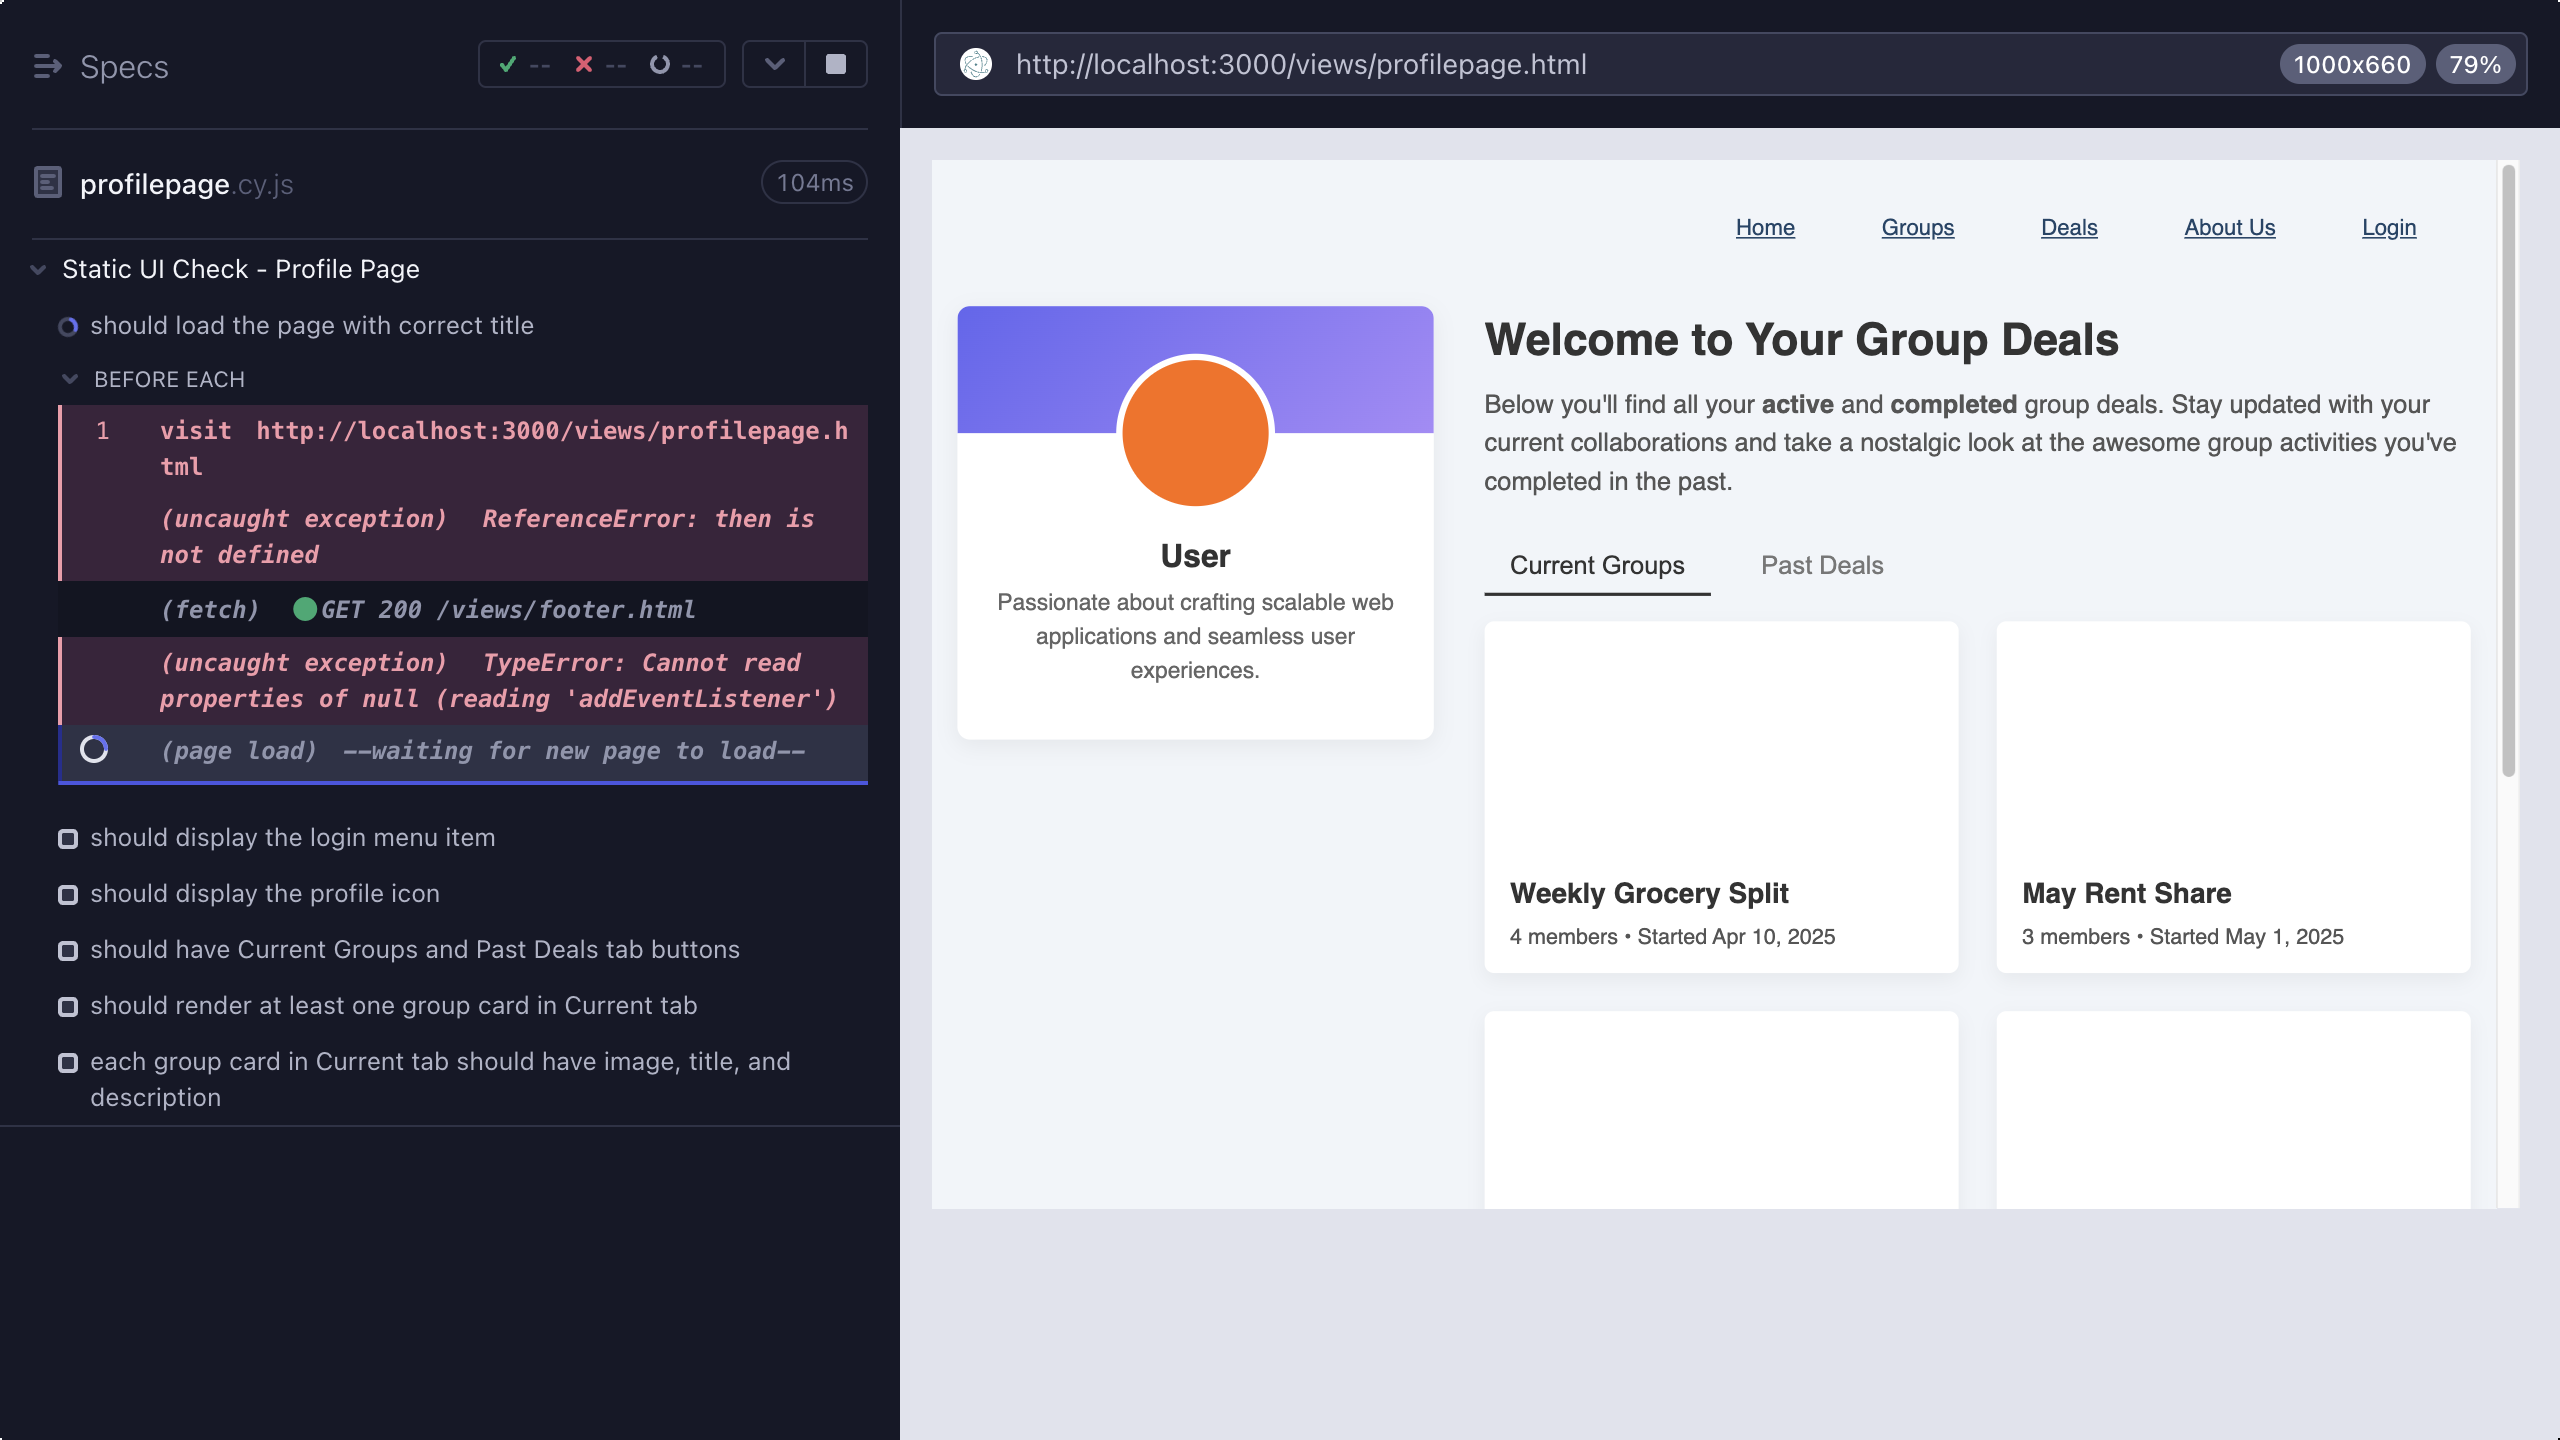 Specs
-- -- --
profilepage.cy.js
104ms
Static UI Check - Profile Page
should load the page with correct title
BEFORE EACH
1 visit http://localhost:3000/views/profilepage.h
tml
(uncaught exception) ReferenceError: then is
not defined
(fetch) GET 200 /views/footer.html
(uncaught exception) TypeError: Cannot read
properties of null (reading 'addEventListener')
(page load) --waiting for new page to load--
should display the login menu item
should display the profile icon
should have Current Groups and Past Deals tab buttons
should render at least one group card in Current tab
each group card in Current tab should have image, title, and
description
http://localhost:3000/views/profilepage.html
1000x660
79%
Home
Groups
Deals
About Us
Login
User
Passionate about crafting scalable web
applications and seamless user
experiences.
Welcome to Your Group Deals
Below you'll find all your active and completed group deals. Stay updated with your
current collaborations and take a nostalgic look at the awesome group activities you've
completed in the past.
Current Groups
Past Deals
Weekly Grocery Split
4 members • Started Apr 10, 2025
May Rent Share
3 members • Started May 1, 2025